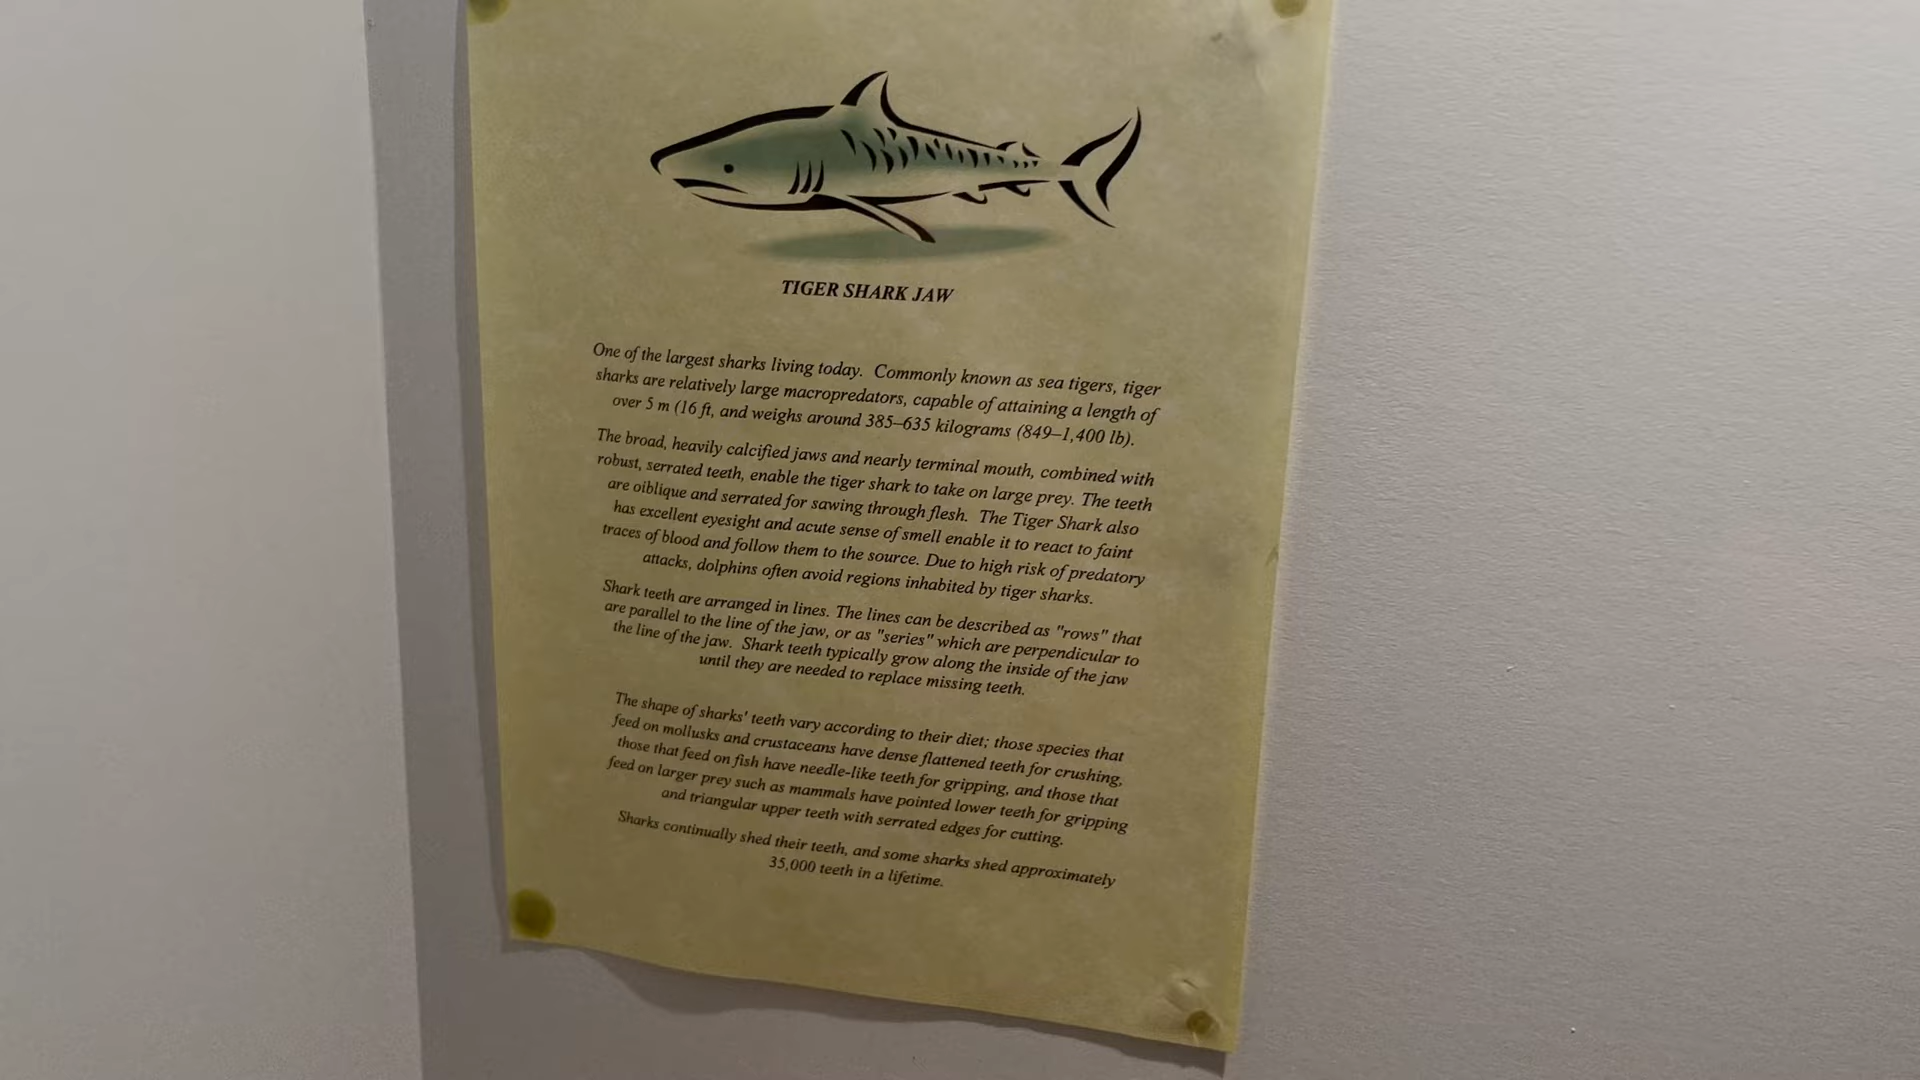 TIGER SHARK JAW
One of the largest sharks living today. Commonly known as sea tigers, tiger
sharks are relatively large macropredators, capable of attaining a length of
over 5 m (16 ft, and weighs around 385–635 kilograms (849–1,400 lb).
The broad, heavily calcified jaws and nearly terminal mouth, combined with
robust, serrated teeth, enable the tiger shark to take on large prey. The teeth
are oiblique and serrated for sawing through flesh. The Tiger Shark also
has excellent eyesight and acute sense of smell enable it to react to faint
traces of blood and follow them to the source. Due to high risk of predatory
attacks, dolphins often avoid regions inhabited by tiger sharks.
Shark teeth are arranged in lines. The lines can be described as "rows" that
are parallel to the line of the jaw, or as "series" which are perpendicular to
the line of the jaw. Shark teeth typically grow along the inside of the jaw
until they are needed to replace missing teeth.
The shape of sharks' teeth vary according to their diet; those species that
feed on mollusks and crustaceans have dense flattened teeth for crushing,
those that feed on fish have needle-like teeth for gripping, and those that
feed on larger prey such as mammals have pointed lower teeth for gripping
and triangular upper teeth with serrated edges for cutting.
Sharks continually shed their teeth, and some sharks shed approximately
35,000 teeth in a lifetime.